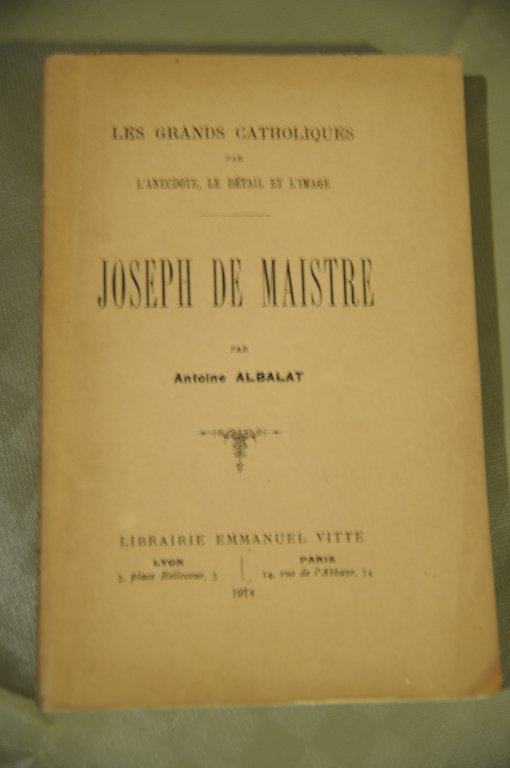 LES GRANDS CATHOLIQUES
PAR
L'ANECDOTE, LE DÉTAIL ET L'IMAGE
JOSEPH DE MAISTRE
PAR
Antoine ALBALAT
LIBRAIRIE EMMANUEL VITTE
LYON
3, place Bellecour, 3
PARIS
14, rue de l'Abbaye, 14
1914